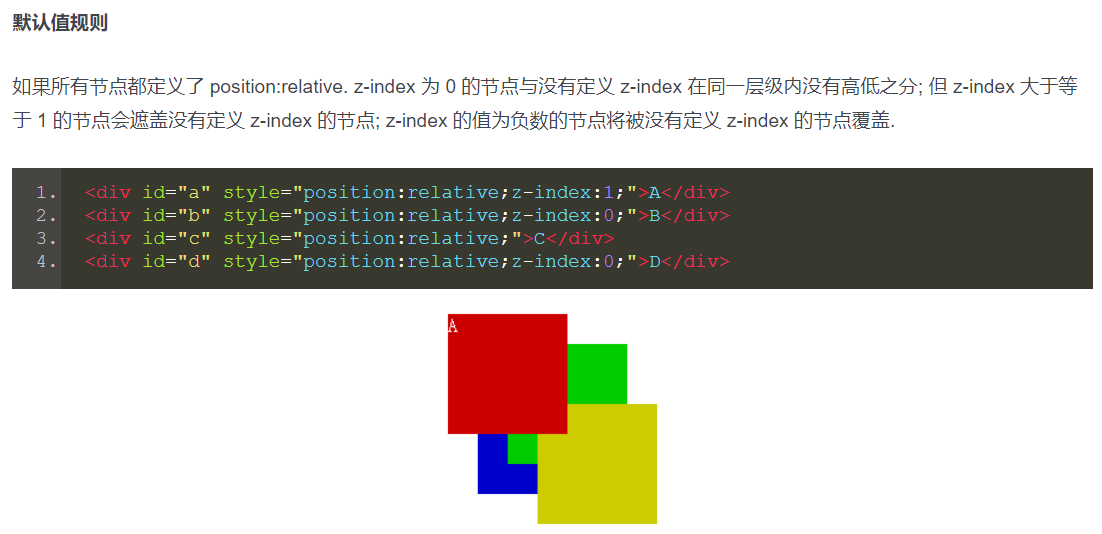 默认值规则
如果所有节点都定义了 position:relative. z-index 为 0 的节点与没有定义 z-index 在同一层级内没有高低之分; 但 z-index 大于等
于 1 的节点会遮盖没有定义 z-index 的节点; z-index 的值为负数的节点将被没有定义 z-index 的节点覆盖.
1. <div id="a" style="position:relative;z-index:1;">A</div>
2. <div id="b" style="position:relative;z-index:0;">B</div>
3. <div id="c" style="position:relative;">C</div>
4. <div id="d" style="position:relative;z-index:0;">D</div>
A